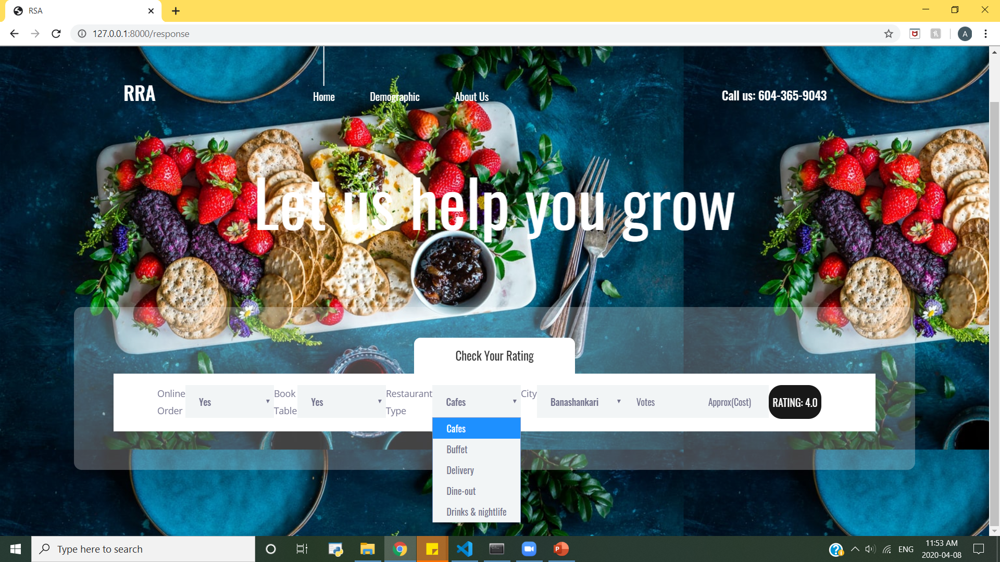 RSA
127.0.0.1:8000/response
A
RRA
Home
Demographic
About Us
Call us: 604-365-9043
Let us help you grow
Check Your Rating
Online
Order
Yes
Book
Table
Yes
Restaurant
Type
Cafes
City
Banashankari
Votes
Approx(Cost)
RATING: 4.0
Cafes
Buffet
Delivery
Dine-out
Drinks & nightlife
Type here to search
ENG
11:53 AM
2020-04-08